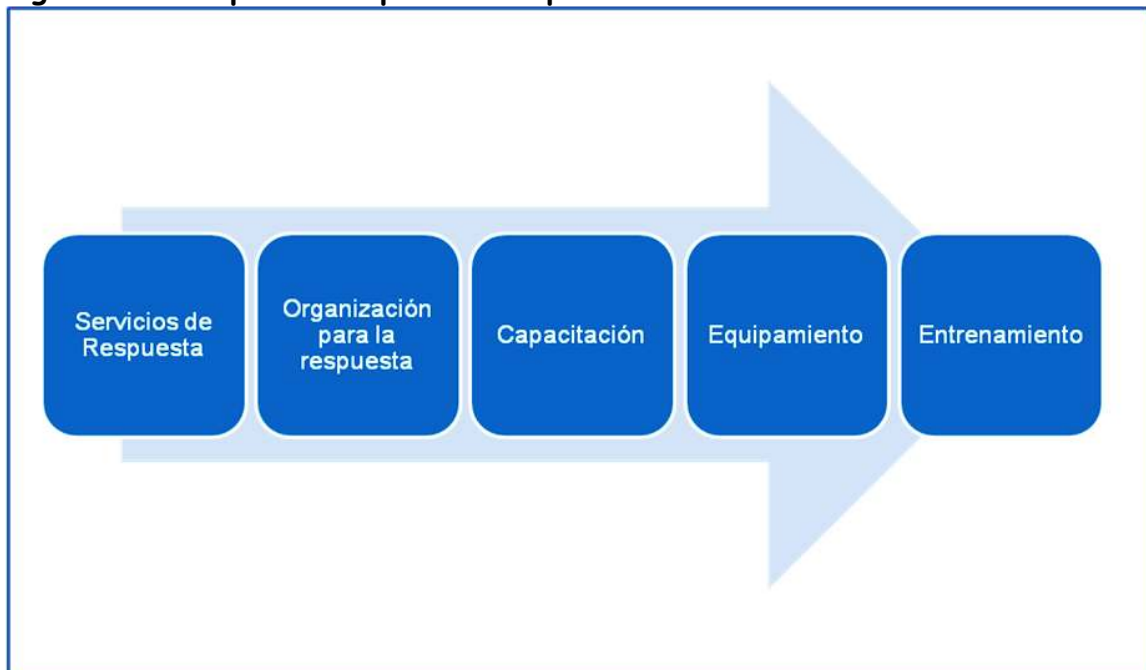 Servicios de
Respuesta
Organización
para la
respuesta
Capacitación
Equipamiento
Entrenamiento